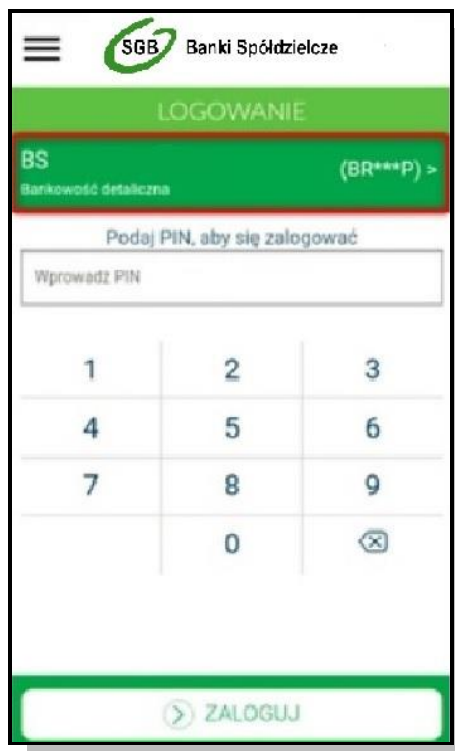 SGB Banki Spółdzielcze
LOGOWANIE
BS
(BR***P) >
Bankowość detaliczna
Podaj PIN, aby się zalogować
Wprowadź PIN
1 2 3
4 5 6
7 8 9
0
ZALOGUJ